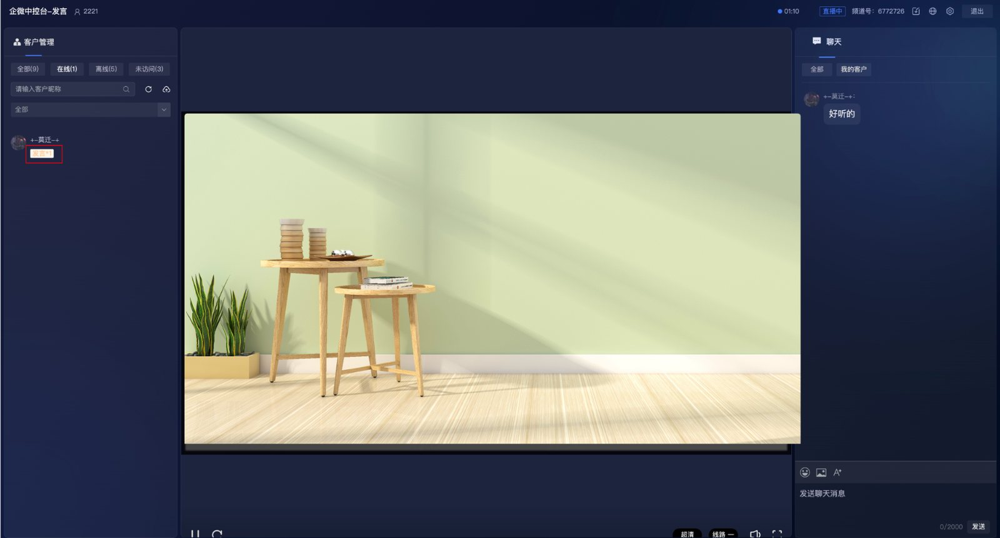 企微中控台-发言 2221
01:10 直播中 频道号: 6772726 退出
客户管理
全部(9) 在线(1) 离线(5) 未访问(3)
请输入客户昵称
全部
+-莫迁-+
发言*1
超清 线路一
聊天
全部 我的客户
+-莫迁-+:
好听的
A+
发送聊天消息
0/2000 发送